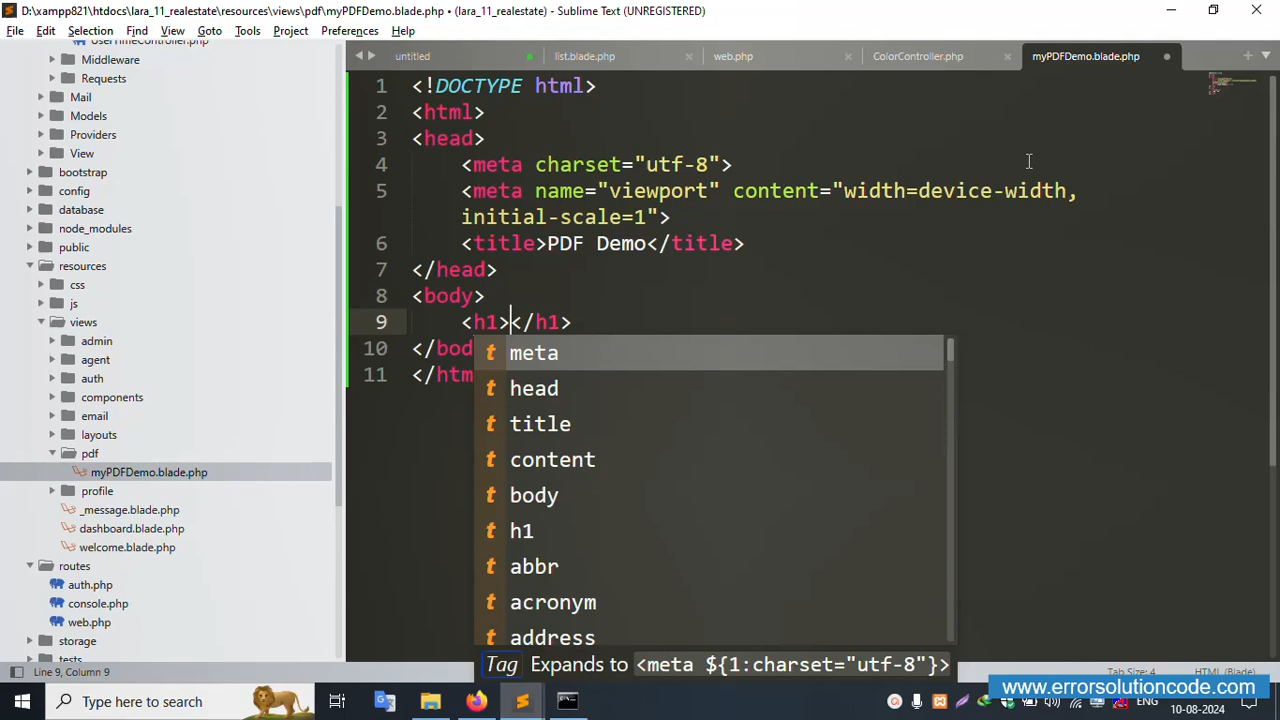 D:\xampp821\htdocs\lara_11_realestate\resources\views\pdf\myPDFDemo.blade.php • (lara_11_realestate) - Sublime Text (UNREGISTERED)
File Edit Selection Find View Goto Tools Project Preferences Help
UserTimeController.php
Middleware
Requests
Mail
Models
Providers
View
bootstrap
config
database
node_modules
public
resources
css
js
views
admin
agent
auth
components
email
layouts
pdf
myPDFDemo.blade.php
profile
_message.blade.php
dashboard.blade.php
welcome.blade.php
routes
auth.php
console.php
web.php
storage
tests
untitled list.blade.php web.php ColorController.php myPDFDemo.blade.php
1 <!DOCTYPE html>
2 <html>
3 <head>
4 <meta charset="utf-8">
5 <meta name="viewport" content="width=device-width,
initial-scale=1">
6 <title>PDF Demo</title>
7 </head>
8 <body>
9 <h1></h1>
10 </bod
11 </htm
t meta
t head
t title
t content
t body
t h1
t abbr
t acronym
t address
Tag Expands to <meta ${1:charset="utf-8"}>
Line 9, Column 9
Tab Size: 4 HTML (Blade)
Type here to search
ENG
10-08-2024
www.errorsolutioncode.com